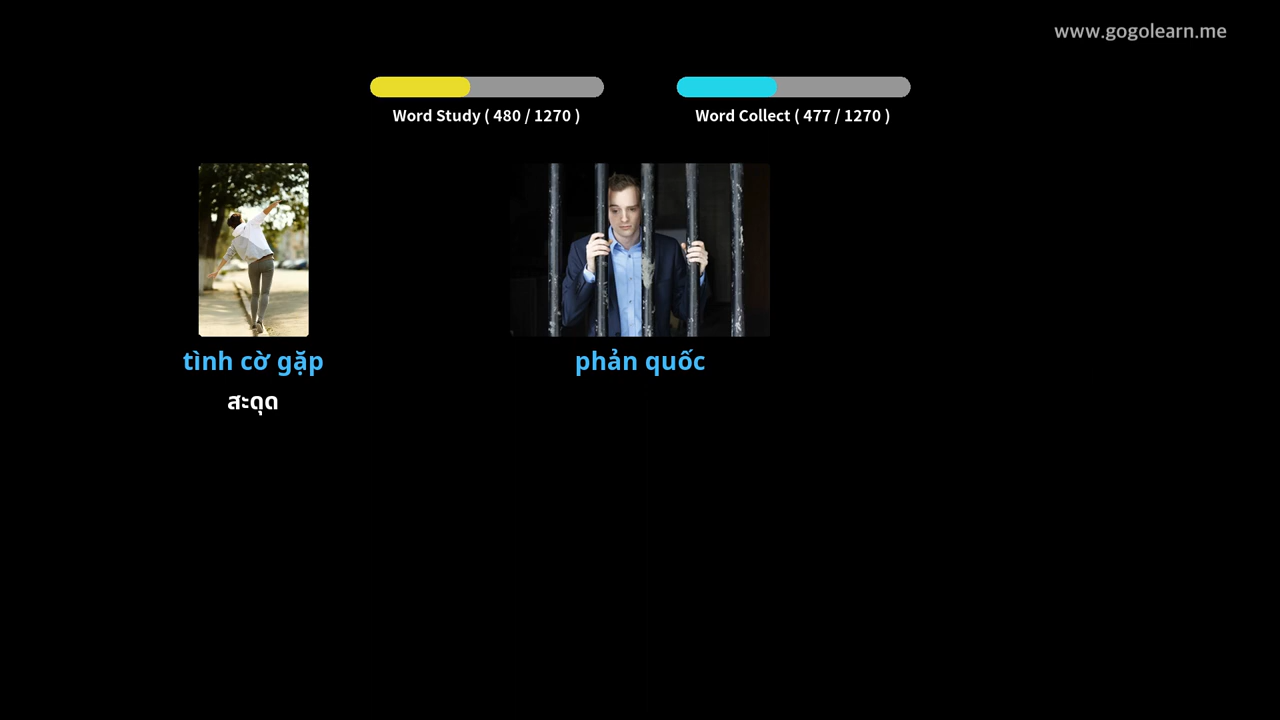 www.gogolearn.me
Word Study ( 480 / 1270 )
Word Collect ( 477 / 1270 )
tình cờ gặp
สะดุด
phản quốc